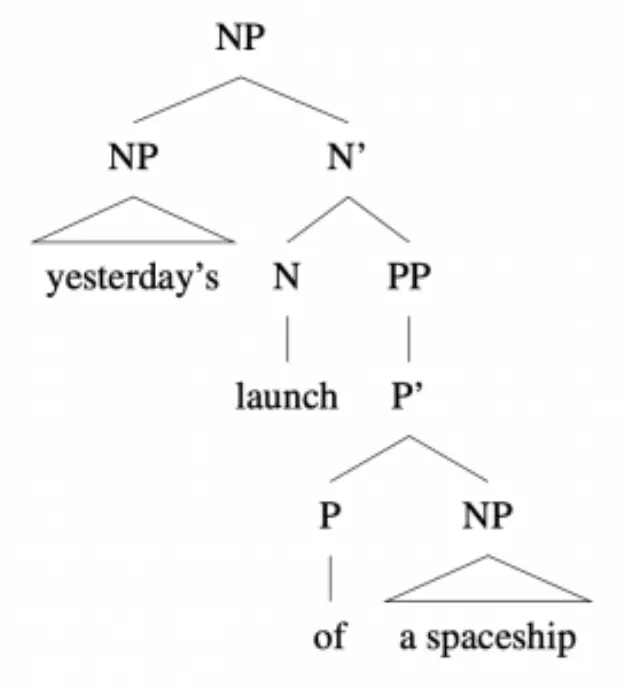 NP
NP N’
yesterday’s N PP
launch P’
P NP
of a spaceship